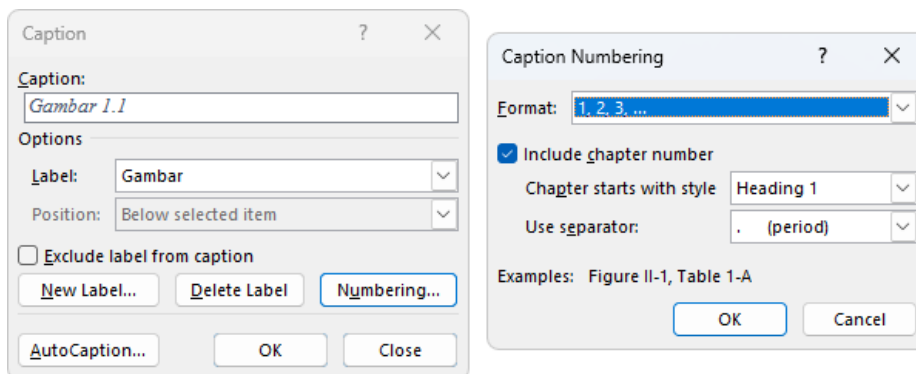 Caption ?
Caption:
Gambar 1.1
Options
Label: Gambar
Position: Below selected item
Exclude label from caption
New Label... Delete Label Numbering...
AutoCaption... OK Close
Caption Numbering ?
Format: 1, 2, 3, ...
Include chapter number
Chapter starts with style Heading 1
Use separator: . (period)
Examples: Figure II-1, Table 1-A
OK Cancel